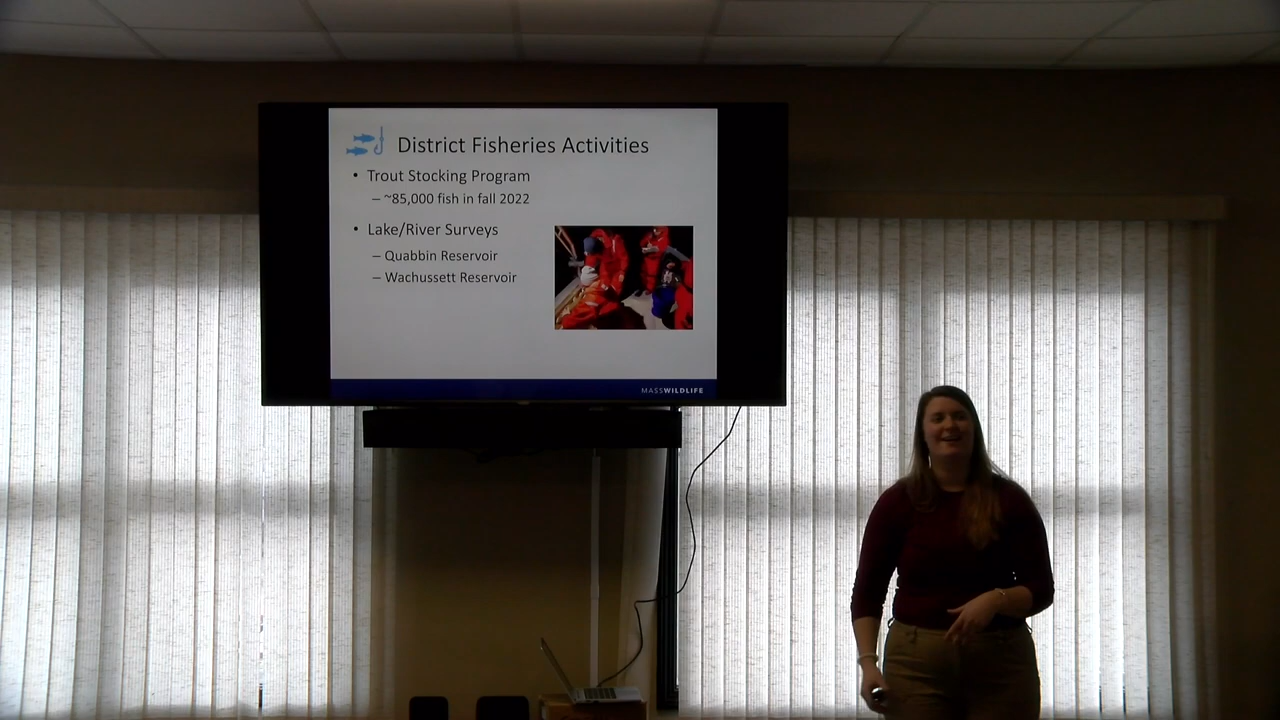 District Fisheries Activities
• Trout Stocking Program
– ~85,000 fish in fall 2022
• Lake/River Surveys
– Quabbin Reservoir
– Wachussett Reservoir
MASSWILDLIFE